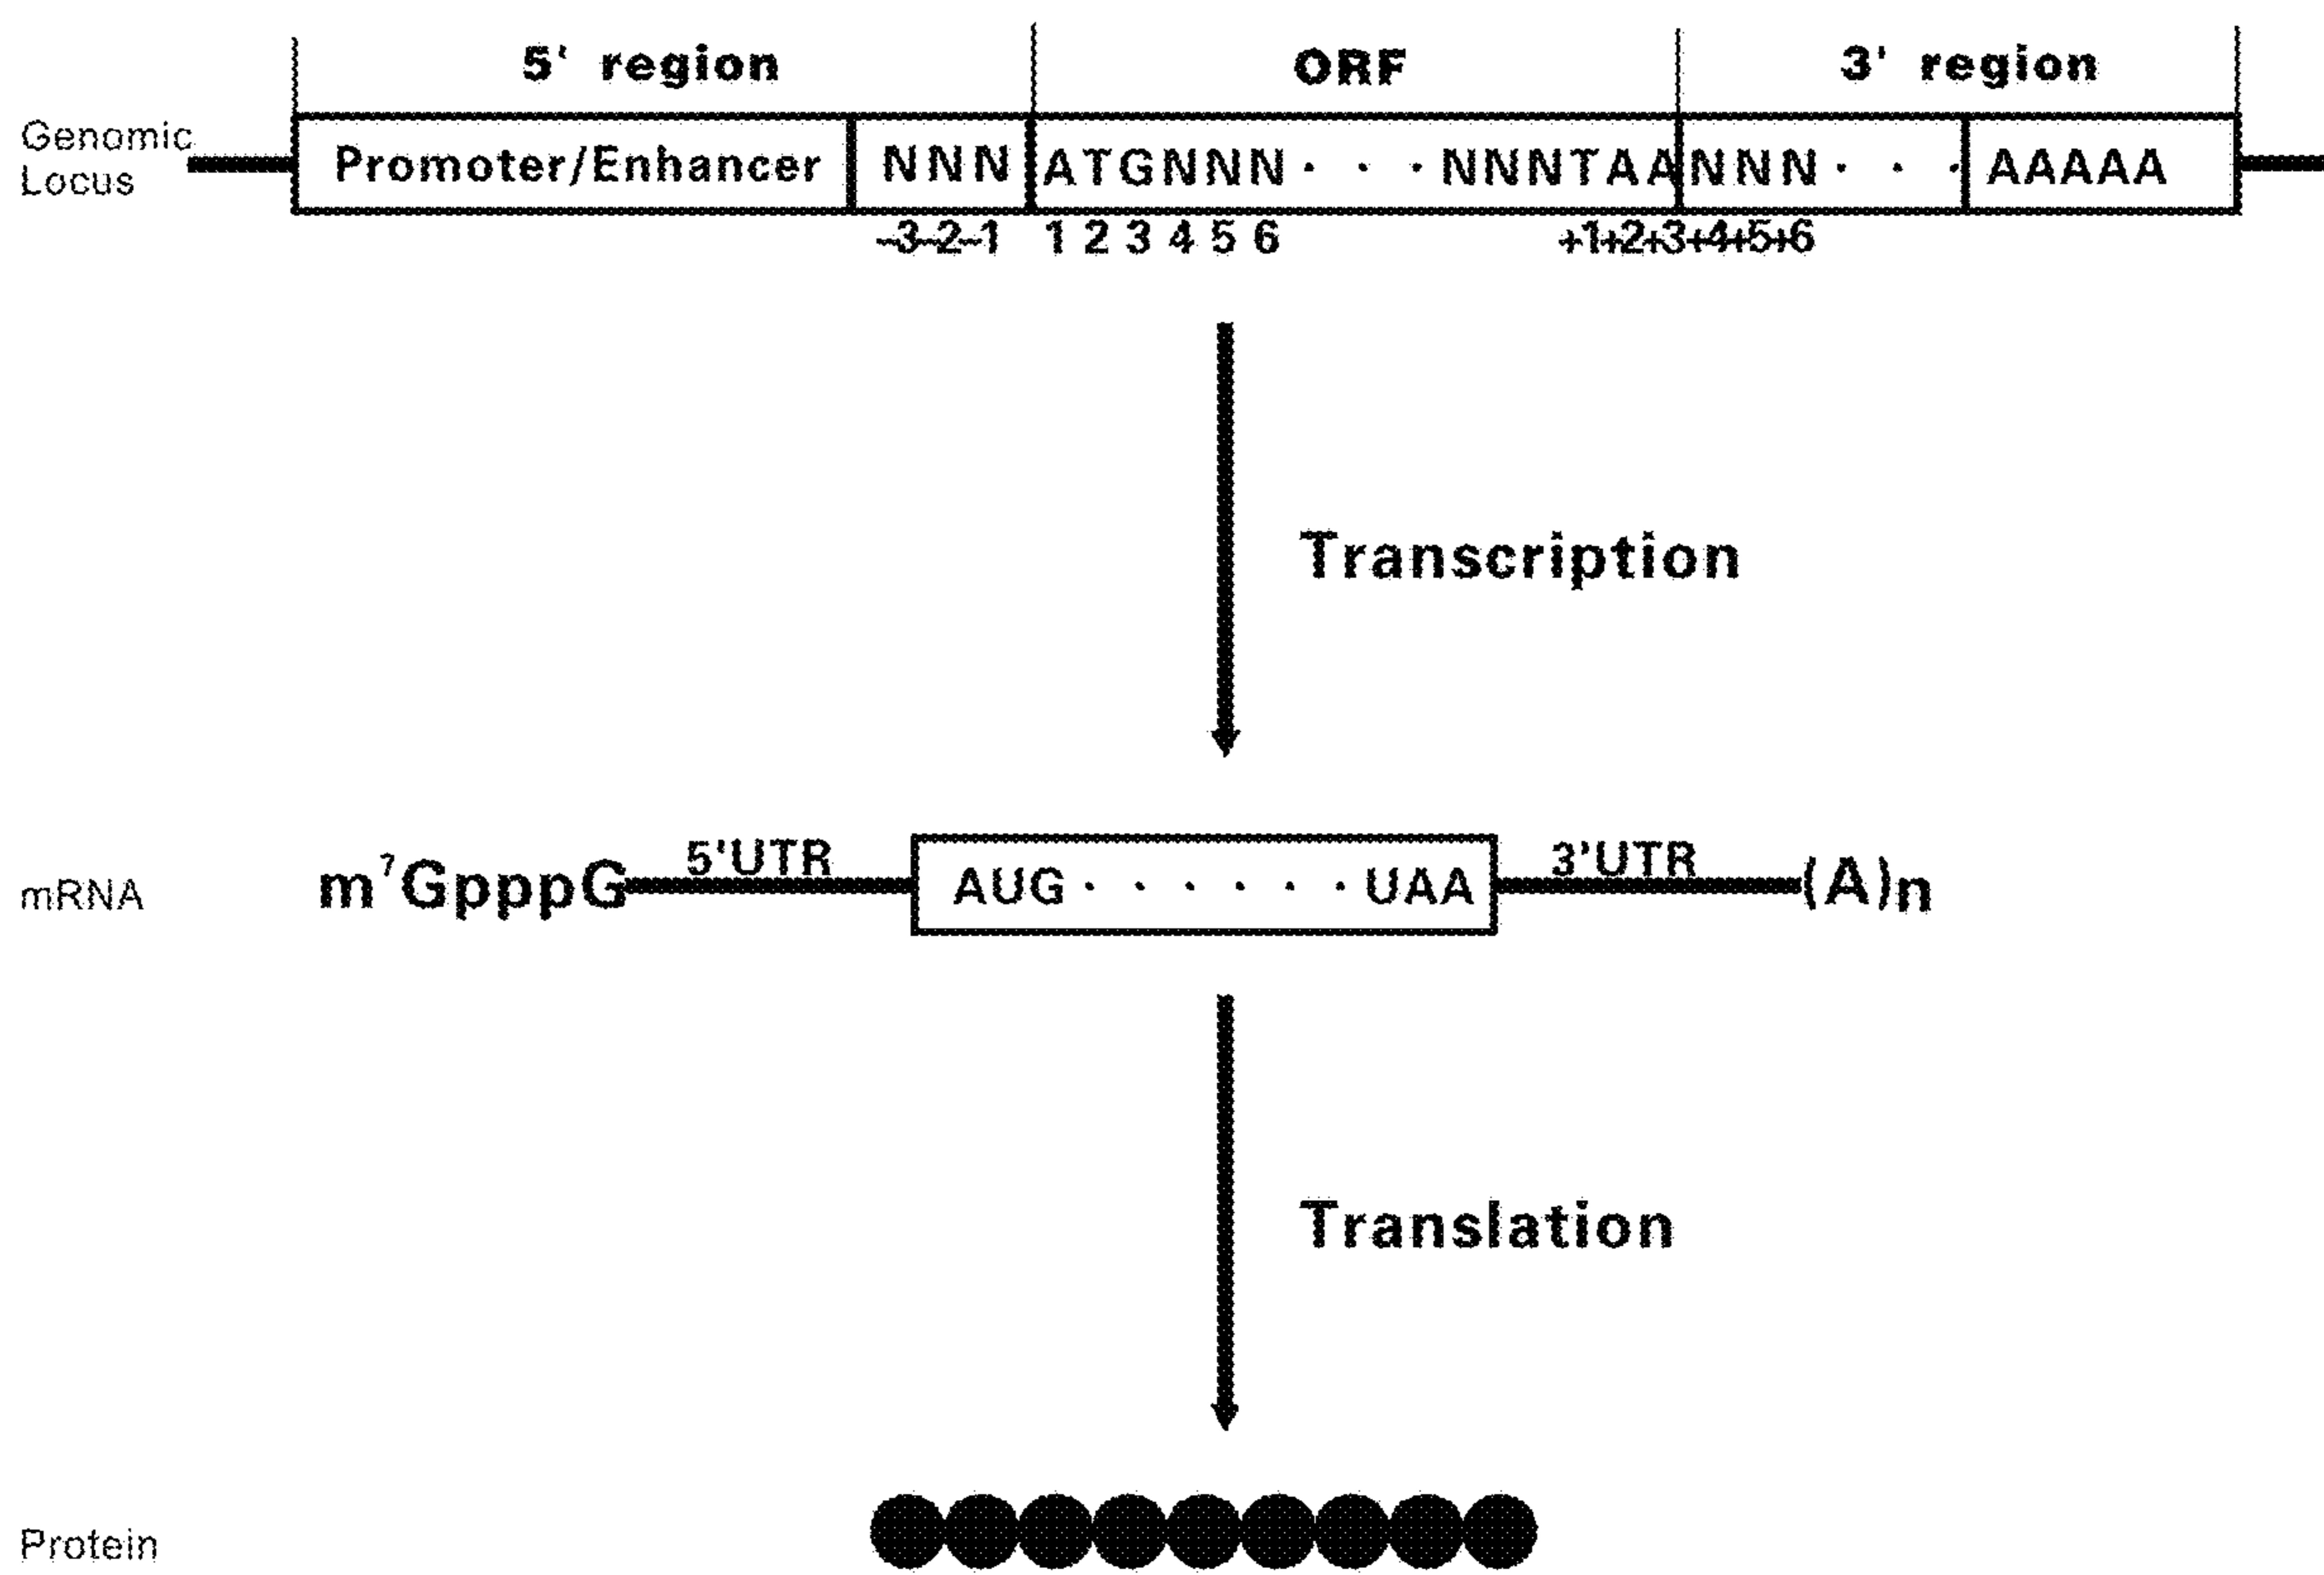 5' region ORF 3' region
Genomic
Locus
Promoter/Enhancer NNN ATGNNN· · ·NNNTAA NNN· · · AAAAA
-3-2-1 1 2 3 4 5 6 +1+2+3+4+5+6
Transcription
mRNA m⁷GpppG 5'UTR AUG· · · · · ·UAA 3'UTR (A)n
Translation
Protein